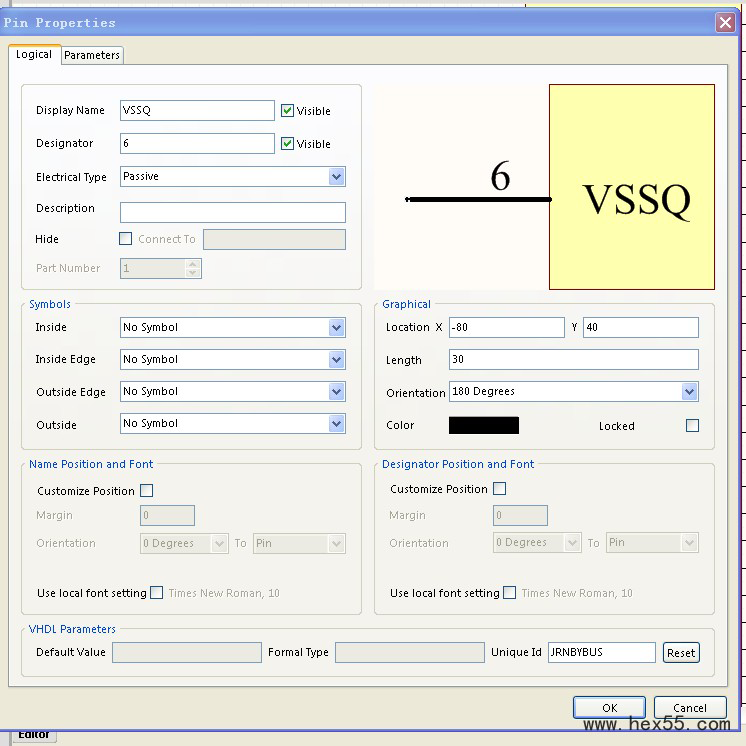 Pin Properties
Logical Parameters
Display Name VSSQ Visible
Designator 6 Visible
Electrical Type Passive
Description
Hide Connect To
Part Number 1
6
VSSQ
Symbols
Inside No Symbol
Inside Edge No Symbol
Outside Edge No Symbol
Outside No Symbol
Graphical
Location X -80 Y 40
Length 30
Orientation 180 Degrees
Color Locked
Name Position and Font
Customize Position
Margin 0
Orientation 0 Degrees To Pin
Use local font setting Times New Roman, 10
Designator Position and Font
Customize Position
Margin 0
Orientation 0 Degrees To Pin
Use local font setting Times New Roman, 10
VHDL Parameters
Default Value Formal Type Unique Id JRNBYBUS Reset
OK Cancel
www.hex55.com
Editor